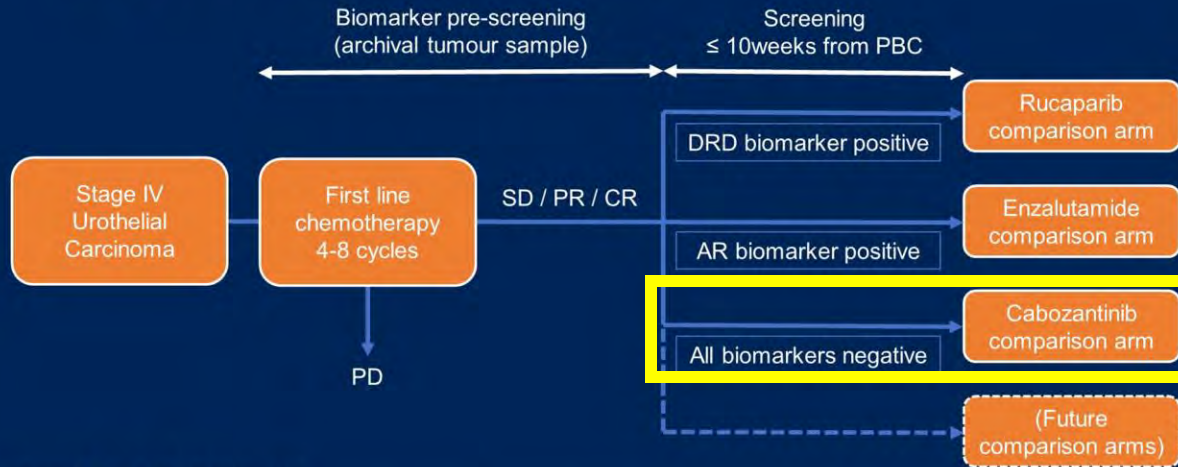 Biomarker pre-screening
(archival tumour sample)
Screening
≤ 10weeks from PBC
Stage IV
Urothelial
Carcinoma
First line
chemotherapy
4-8 cycles
PD
SD / PR / CR
DRD biomarker positive
Rucaparib
comparison arm
AR biomarker positive
Enzalutamide
comparison arm
All biomarkers negative
Cabozantinib
comparison arm
(Future
comparison arms)